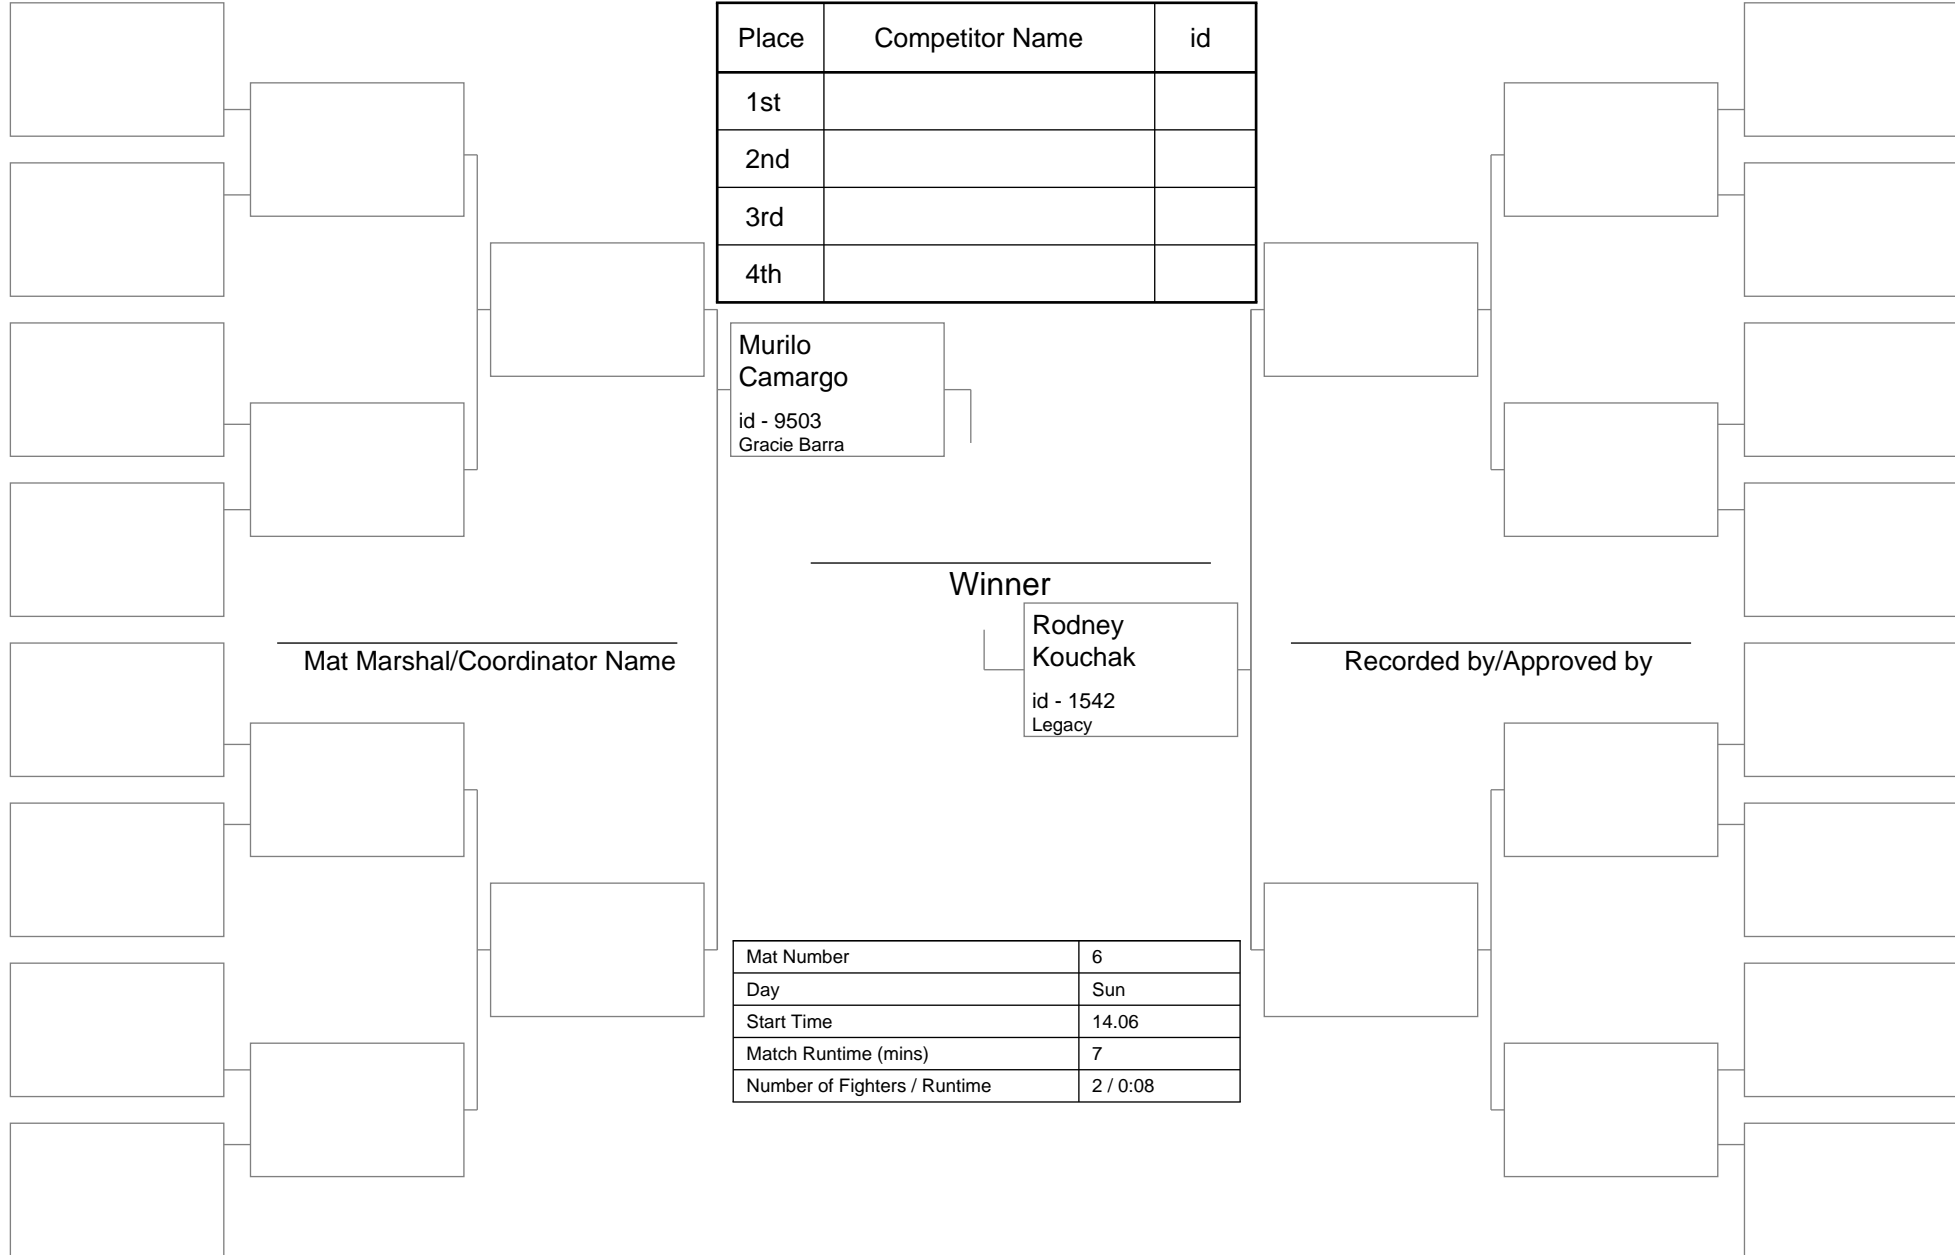 Place Competitor Name id
1st
2nd
3rd
4th
Murilo
Camargo
id - 9503
Gracie Barra
Winner
Rodney
Kouchak
id - 1542
Legacy
Mat Marshal/Coordinator Name
Recorded by/Approved by
Mat Number 6
Day Sun
Start Time 14.06
Match Runtime (mins) 7
Number of Fighters / Runtime 2 / 0:08